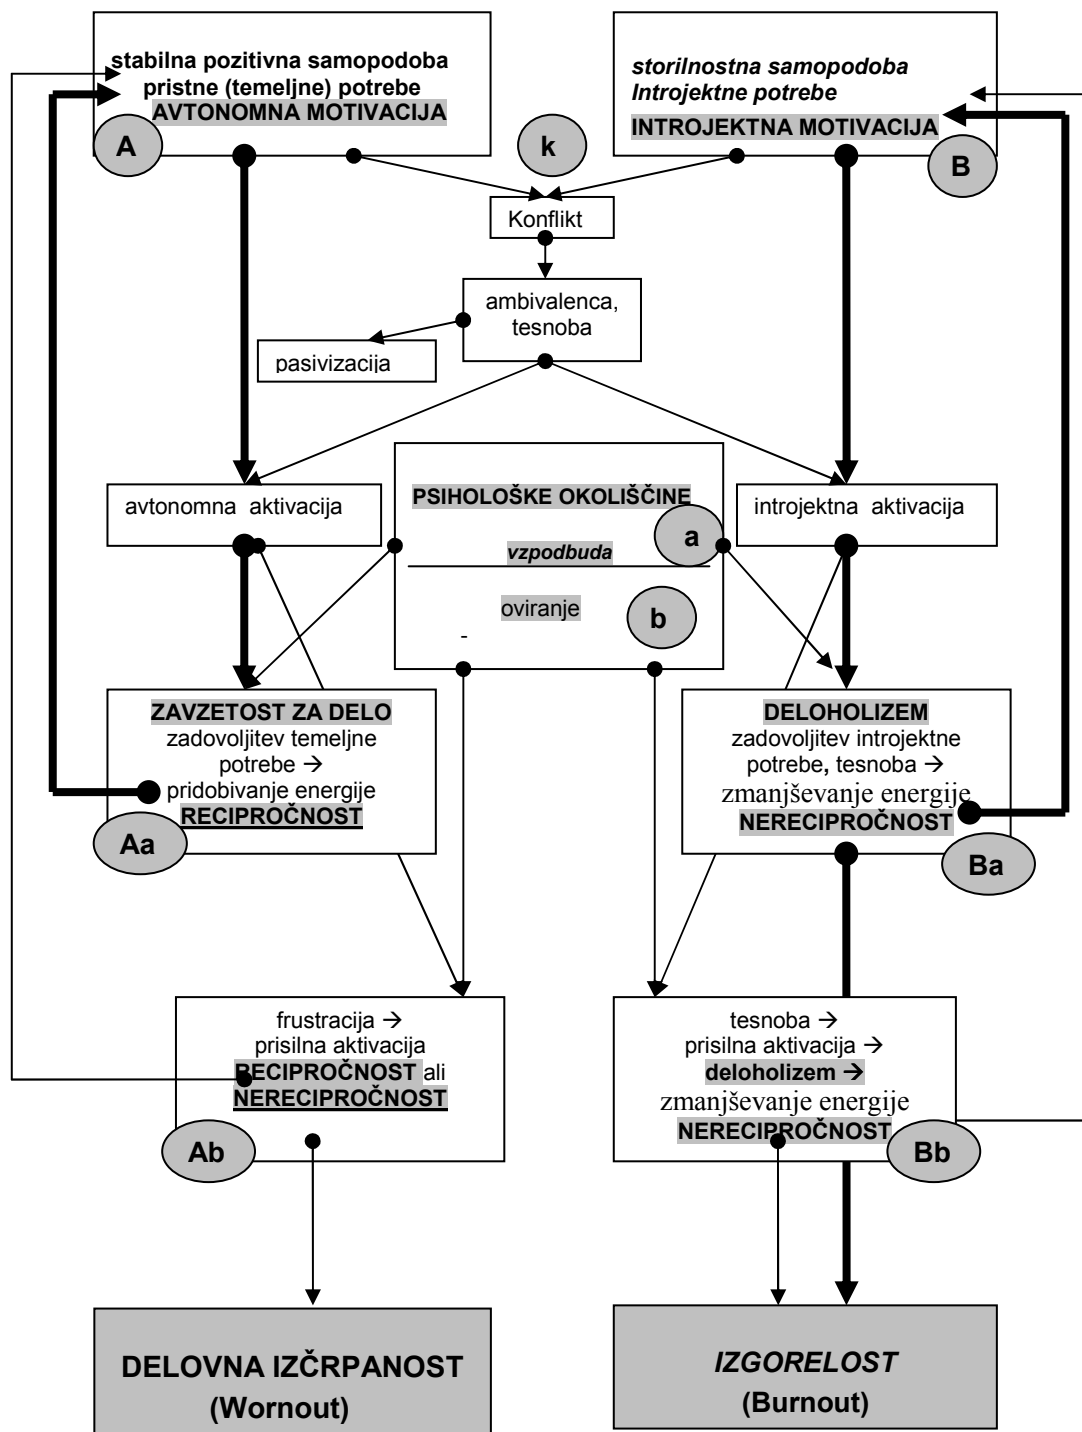 stabilna pozitivna samopodoba
pristne (temeljne) potrebe
AVTONOMNA MOTIVACIJA
A
k
storilnostna samopodoba
Introjektne potrebe
INTROJEKTNA MOTIVACIJA
B
Konflikt
ambivalenca,
tesnoba
pasivizacija
avtonomna aktivacija
PSIHOLOŠKE OKOLIŠČINE
a
vzpodbuda
oviranje
b
-
introjektna aktivacija
ZAVZETOST ZA DELO
zadovoljitev temeljne
potrebe →
pridobivanje energije
RECIPROČNOST
Aa
DELOHOLIZEM
zadovoljitev introjektne
potrebe, tesnoba →
zmanjševanje energije
NERECIPROČNOST
Ba
frustracija →
prisilna aktivacija
RECIPROČNOST ali
NERECIPROČNOST
Ab
tesnoba →
prisilna aktivacija →
deloholizem →
zmanjševanje energije
NERECIPROČNOST
Bb
DELOVNA IZČRPANOST
(Wornout)
IZGORELOST
(Burnout)